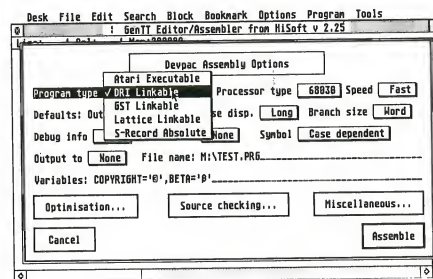 Desk File Edit Search Block Bookmark Options Program Tools
GenTT Editor/Assembler from HiSoft v 2.25
Devpac Assembly Options
Atari Executable
Program type ✓ DRI Linkable Processor type 68030 Speed Fast
GST Linkable
Defaults: Out se disp. Long Branch size Word
Lattice Linkable
Debug info None Symbol Case dependent
S-Record Absolute
Output to None File name: M:\TEST.PRG
Variables: COPYRIGHT='©',BETA='β'
Optimisation... Source checking... Miscellaneous...
Cancel Assemble